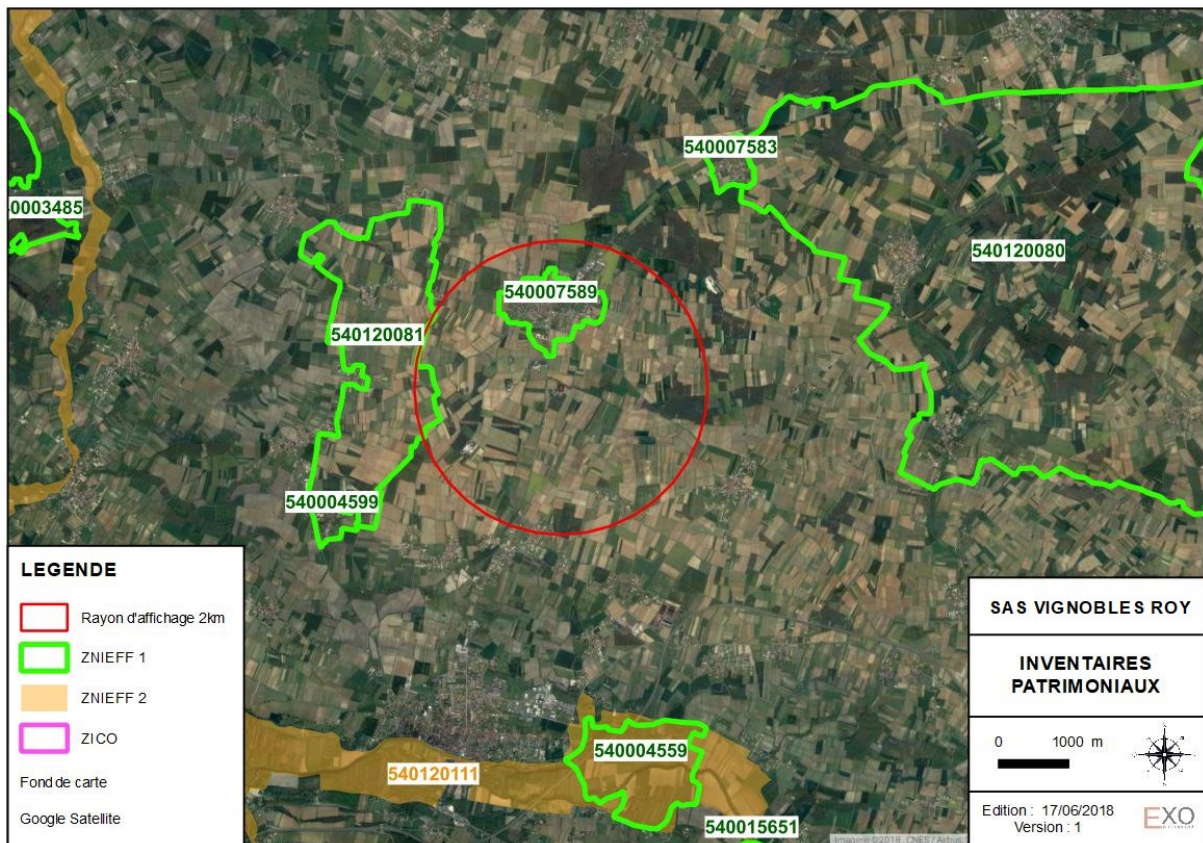 540007583
540003485
540120080
540007589
540120081
540004599
540004559
540120111
540015651
LEGENDE
Rayon d'affichage 2km
ZNIEFF 1
ZNIEFF 2
ZICO
Fond de carte
Google Satellite
SAS VIGNOBLES ROY
INVENTAIRES
PATRIMONIAUX
0 1000 m
Edition : 17/06/2018
Version : 1
EXO